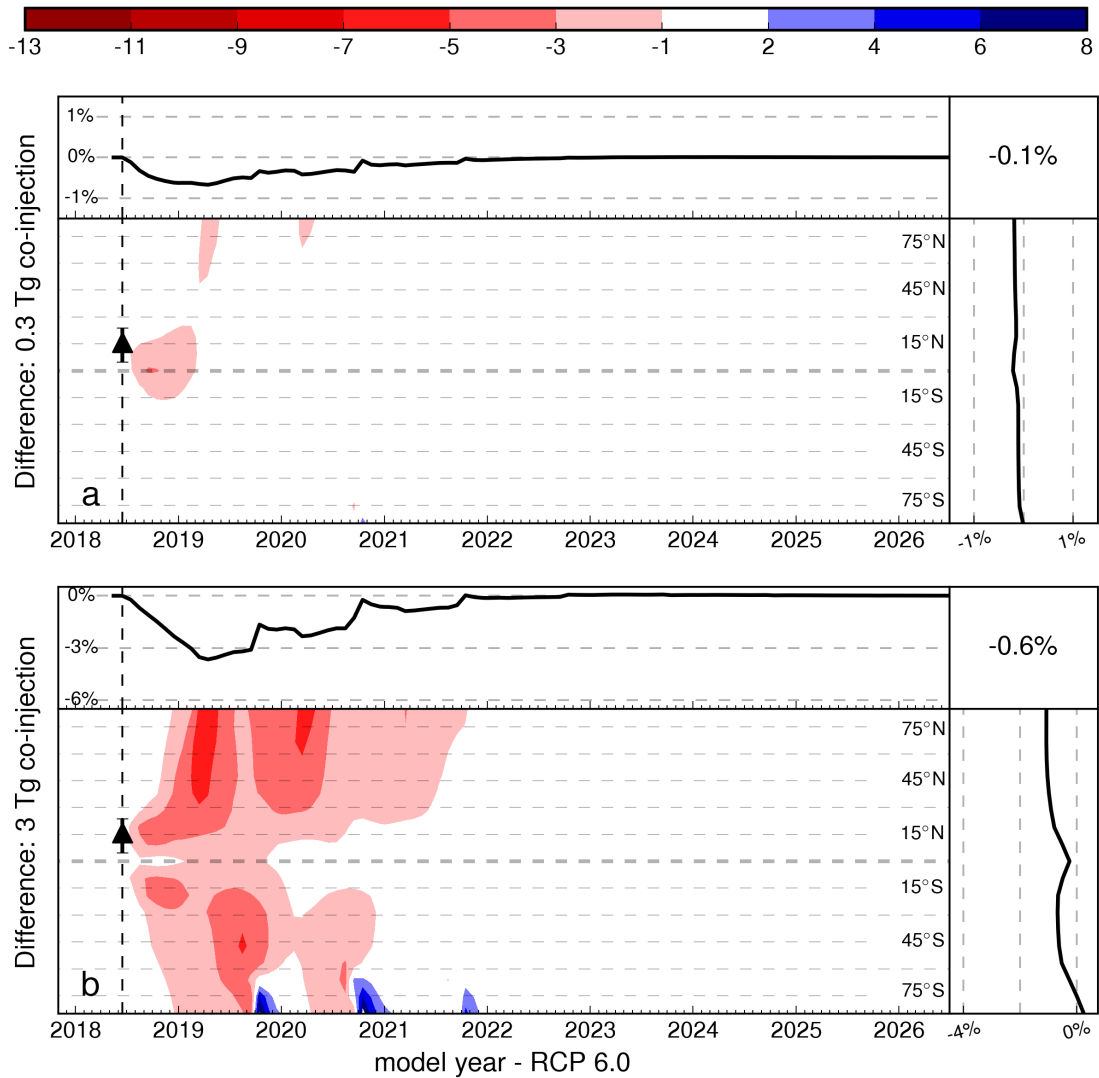 -13 -11 -9 -7 -5 -3 -1 2 4 6 8
Difference: 0.3 Tg co-injection
1%
0%
-1%
-0.1%
75°N
45°N
15°N
15°S
45°S
75°S
a
2018 2019 2020 2021 2022 2023 2024 2025 2026
-1% 1%
Difference: 3 Tg co-injection
0%
-3%
-6%
-0.6%
75°N
45°N
15°N
15°S
45°S
75°S
b
2018 2019 2020 2021 2022 2023 2024 2025 2026
-4% 0%
model year - RCP 6.0